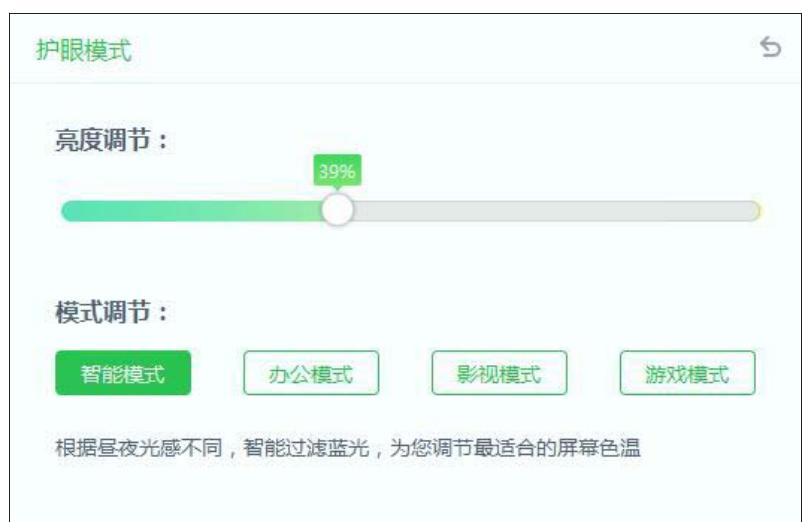 护眼模式
亮度调节：
39%
模式调节：
智能模式 办公模式 影视模式 游戏模式
根据昼夜光感不同，智能过滤蓝光，为您调节最适合的屏幕色温